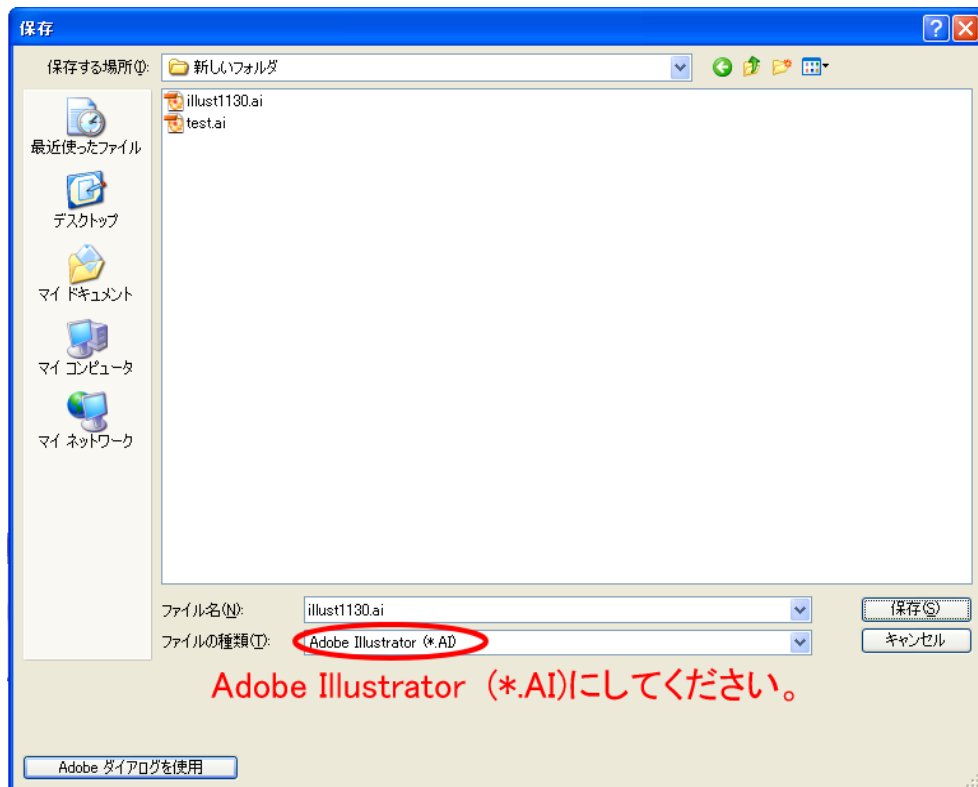 保存
保存する場所(I):
新しいフォルダ
illust1130.ai
test.ai
最近使ったファイル
デスクトップ
マイ ドキュメント
マイ コンピュータ
マイ ネットワーク
ファイル名(N):
illust1130.ai
保存(S)
ファイルの種類(T):
Adobe Illustrator (*.AI)
キャンセル
Adobe Illustrator (*.AI)にしてください。
Adobe ダイアログを使用